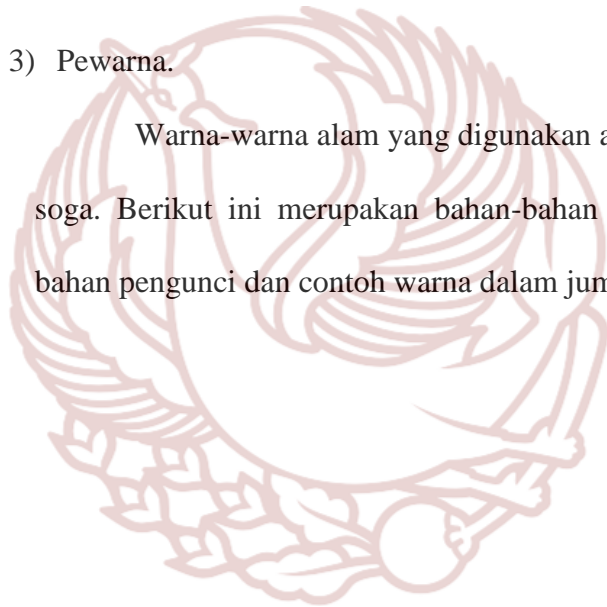 3) Pewarna.
Warna-warna alam yang digunakan
soga. Berikut ini merupakan bahan-bahan
bahan pengunci dan contoh warna dalam